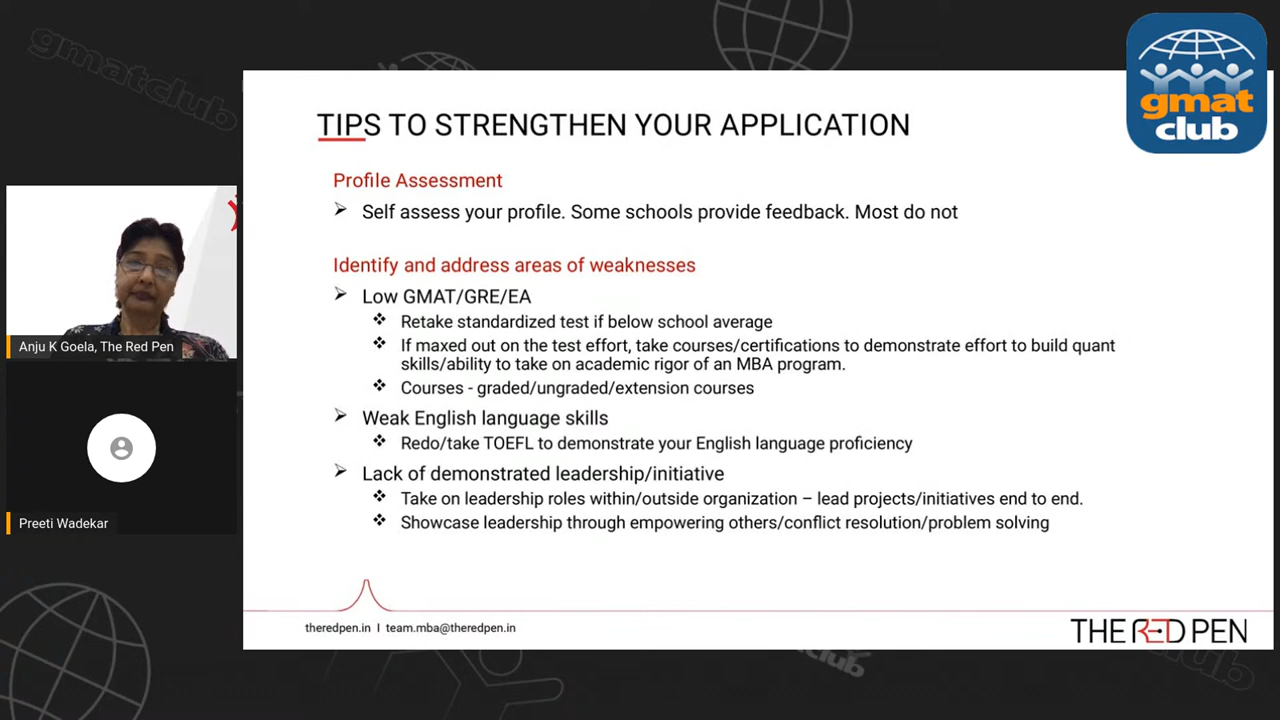 gmatclub
gmat
club
TIPS TO STRENGTHEN YOUR APPLICATION
Profile Assessment
Self assess your profile. Some schools provide feedback. Most do not
Identify and address areas of weaknesses
Low GMAT/GRE/EA
Retake standardized test if below school average
If maxed out on the test effort, take courses/certifications to demonstrate effort to build quant
skills/ability to take on academic rigor of an MBA program.
Courses - graded/ungraded/extension courses
Weak English language skills
Redo/take TOEFL to demonstrate your English language proficiency
Lack of demonstrated leadership/initiative
Take on leadership roles within/outside organization – lead projects/initiatives end to end.
Showcase leadership through empowering others/conflict resolution/problem solving
Anju K Goela, The Red Pen
Preeti Wadekar
theredpen.in I team.mba@theredpen.in
THE RED PEN
club